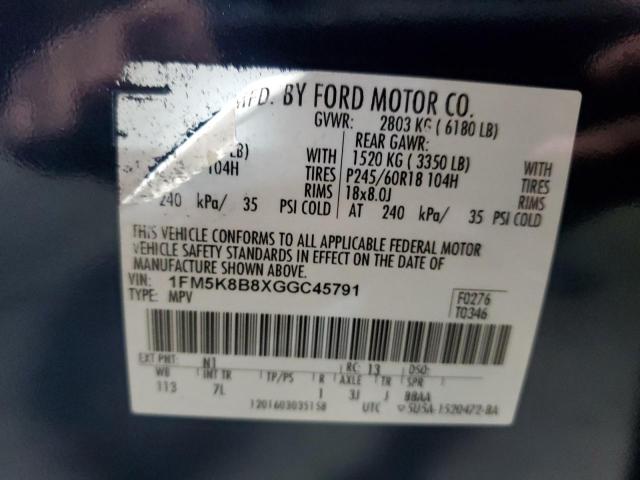 MFD. BY FORD MOTOR CO.
GVWR: 2803 KG ( 6180 LB)
REAR GAWR:
LB) WITH 1520 KG ( 3350 LB) WITH
104H TIRES P245/60R18 104H TIRES
RIMS 18x8.0J RIMS
240 kPa/ 35 PSI COLD AT 240 kPa/ 35 PSI COLD
THIS VEHICLE CONFORMS TO ALL APPLICABLE FEDERAL MOTOR
VEHICLE SAFETY STANDARDS IN EFFECT ON THE DATE OF
MANUFACTURE SHOWN ABOVE.
VIN: 1FM5K8B8XGGC45791
TYPE: MPV
F0276
T0346
EXT PNT: N1 RC: 13 DSO:
WB INT TR TP/PS R AXLE TR SPR
113 7L 1 3J J BBAA
1201603035158 UTC 5U5A-1520472-BA